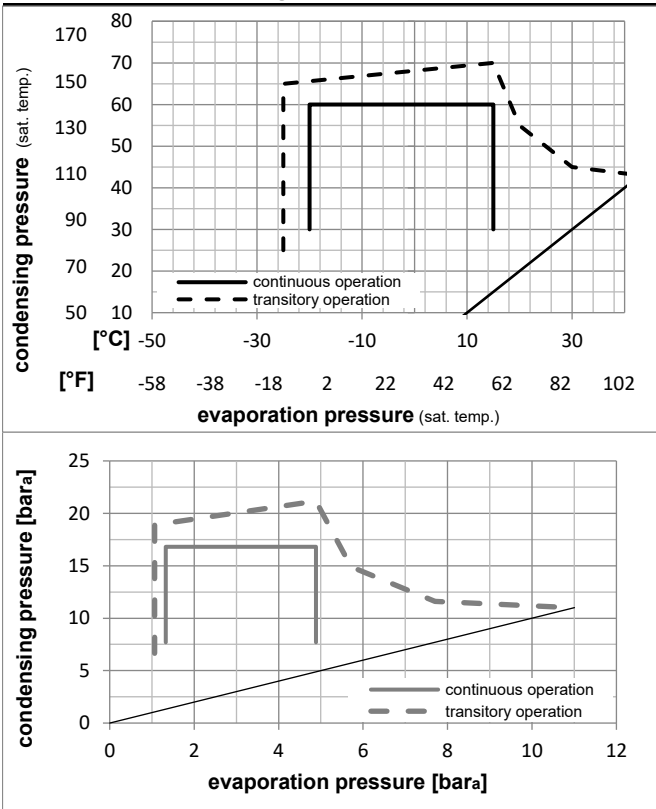 condensing pressure (sat. temp.)
170 80
70
150 60
130 50
110 40
90 30
70 20
50 10
continuous operation
transitory operation
[°C] -50 -30 -10 10 30
[°F] -58 -38 -18 2 22 42 62 82 102
evaporation pressure (sat. temp.)
condensing pressure [bara]
25
20
15
10
5
0
continuous operation
transitory operation
0 2 4 6 8 10 12
evaporation pressure [bara]